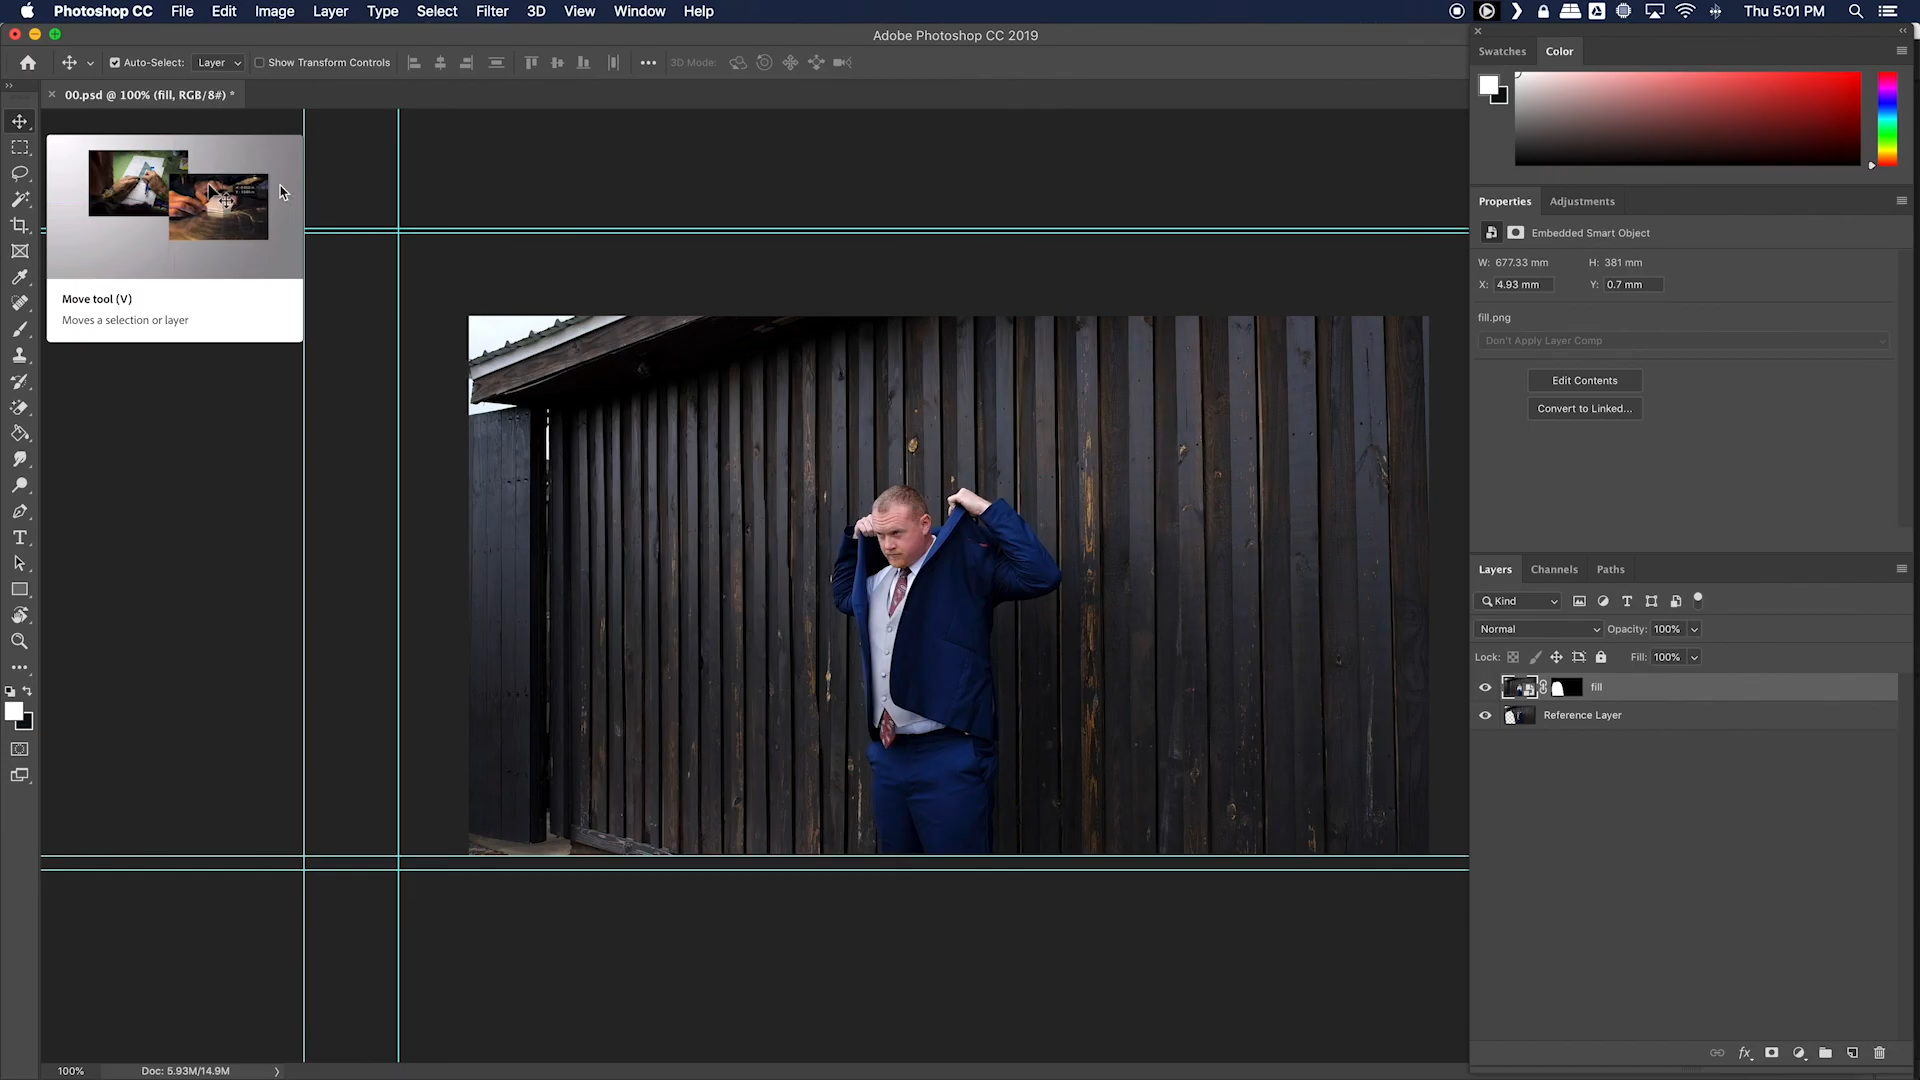 Photoshop CC File Edit Image Layer Type Select Filter 3D View Window Help Thu 5:01 PM
Adobe Photoshop CC 2019
Auto-Select: Layer Show Transform Controls 3D Mode:
00.psd @ 100% (fill, RGB/8#) *
Move tool (V)
Moves a selection or layer
100% Doc: 5.93M/14.9M
Swatches Color
Properties Adjustments
Embedded Smart Object
W: 677.33 mm H: 381 mm
X: 4.93 mm Y: 0.7 mm
fill.png
Don't Apply Layer Comp
Edit Contents
Convert to Linked...
Layers Channels Paths
Kind
Normal Opacity: 100%
Lock: Fill: 100%
fill
Reference Layer